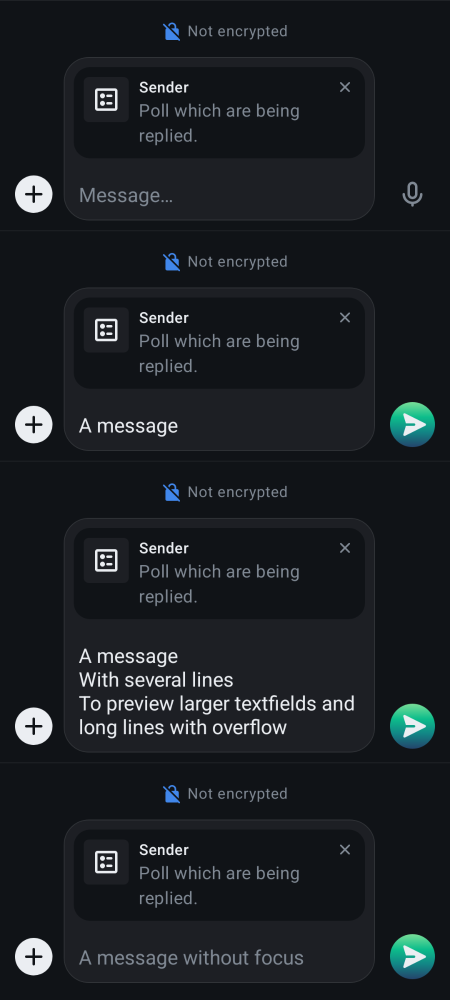 Not encrypted
Sender
Poll which are being
replied.
Message…
Not encrypted
Sender
Poll which are being
replied.
A message
Not encrypted
Sender
Poll which are being
replied.
A message
With several lines
To preview larger textfields and
long lines with overflow
Not encrypted
Sender
Poll which are being
replied.
A message without focus